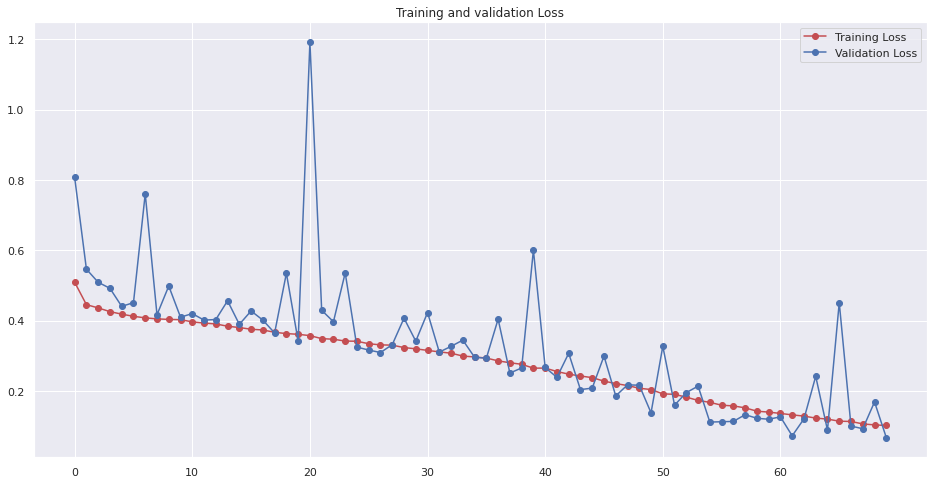 Training and validation Loss
Training Loss
Validation Loss
1.2
1.0
0.8
0.6
0.4
0.2
0 10 20 30 40 50 60